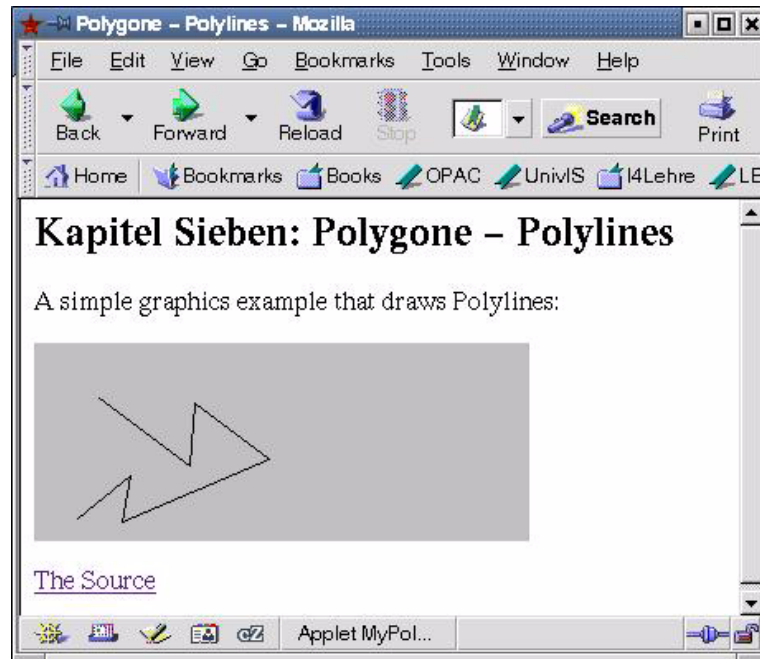 Polygone – Polylines – Mozilla
File Edit View Go Bookmarks Tools Window Help
Back Forward Reload Stop Search Print
Home Bookmarks Books OPAC UnivIS I4Lehre LE
Kapitel Sieben: Polygone – Polylines
A simple graphics example that draws Polylines:
The Source
Applet MyPol...